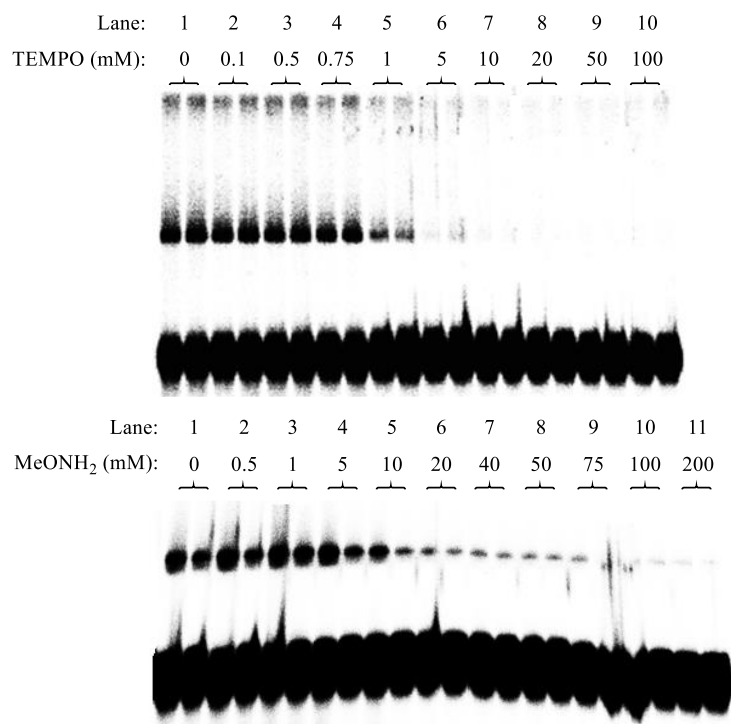 Lane: 1 2 3 4 5 6 7 8 9 10
TEMPO (mM): 0 0.1 0.5 0.75 1 5 10 20 50 100
Lane: 1 2 3 4 5 6 7 8 9 10 11
MeONH₂ (mM): 0 0.5 1 5 10 20 40 50 75 100 200